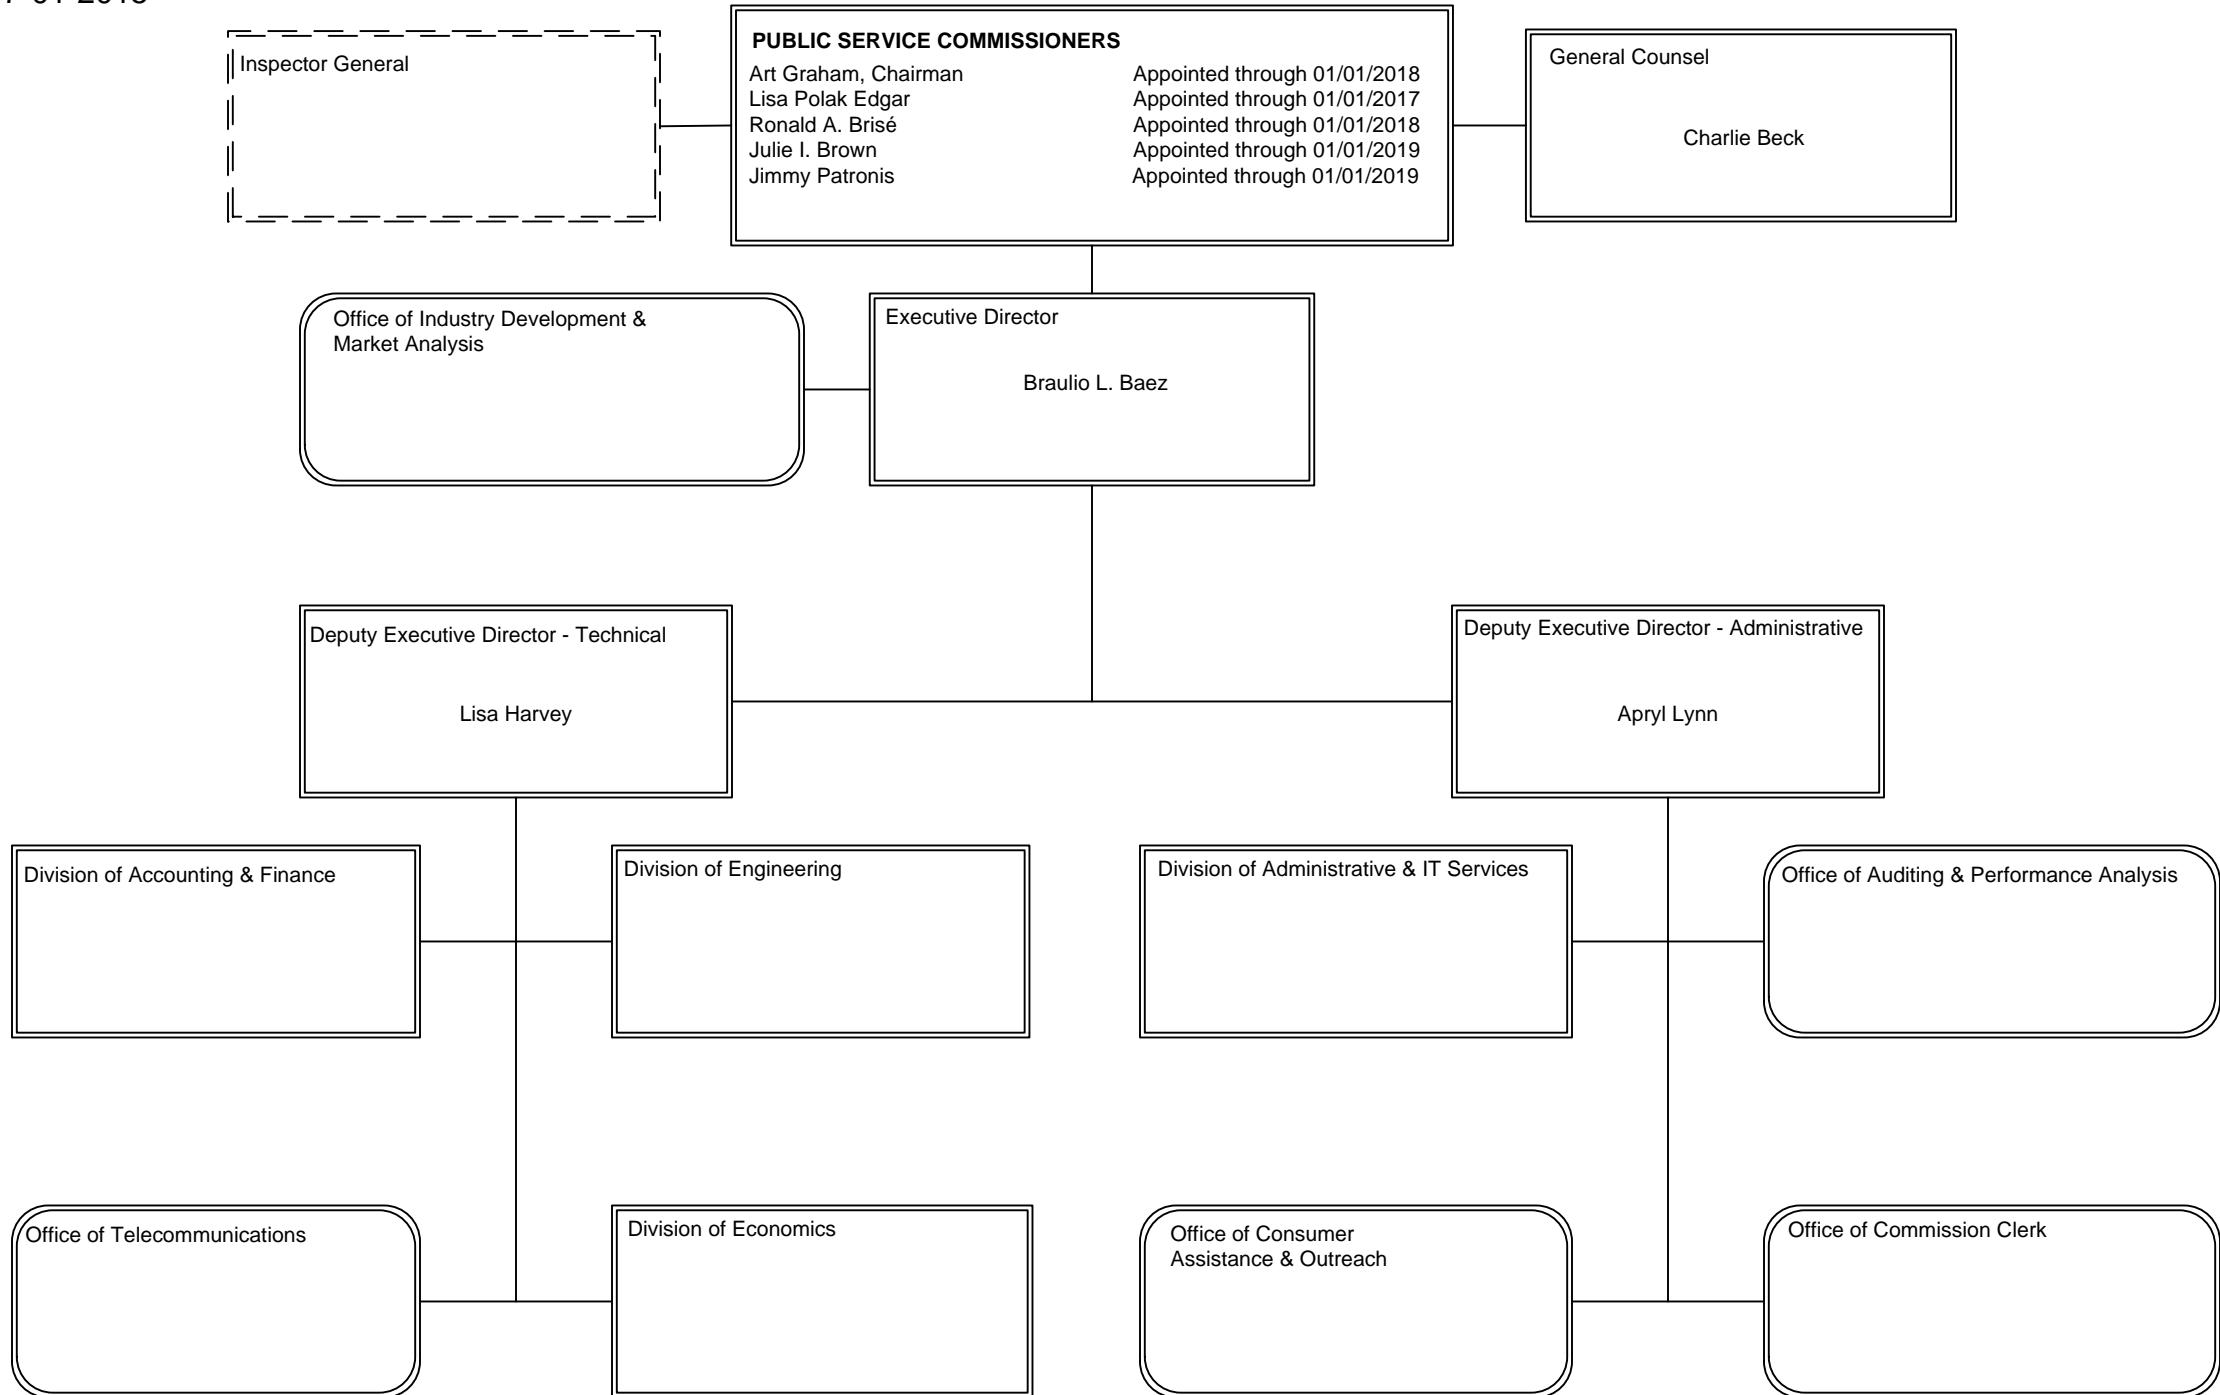 Inspector General
PUBLIC SERVICE COMMISSIONERS
Art Graham, Chairman Appointed through 01/01/2018
Lisa Polak Edgar Appointed through 01/01/2017
Ronald A. Brisé Appointed through 01/01/2018
Julie I. Brown Appointed through 01/01/2019
Jimmy Patronis Appointed through 01/01/2019
General Counsel
Charlie Beck
Office of Industry Development &
Market Analysis
Executive Director
Braulio L. Baez
Deputy Executive Director - Technical
Lisa Harvey
Deputy Executive Director - Administrative
Apryl Lynn
Division of Accounting & Finance
Division of Engineering
Division of Administrative & IT Services
Office of Auditing & Performance Analysis
Office of Telecommunications
Division of Economics
Office of Consumer
Assistance & Outreach
Office of Commission Clerk